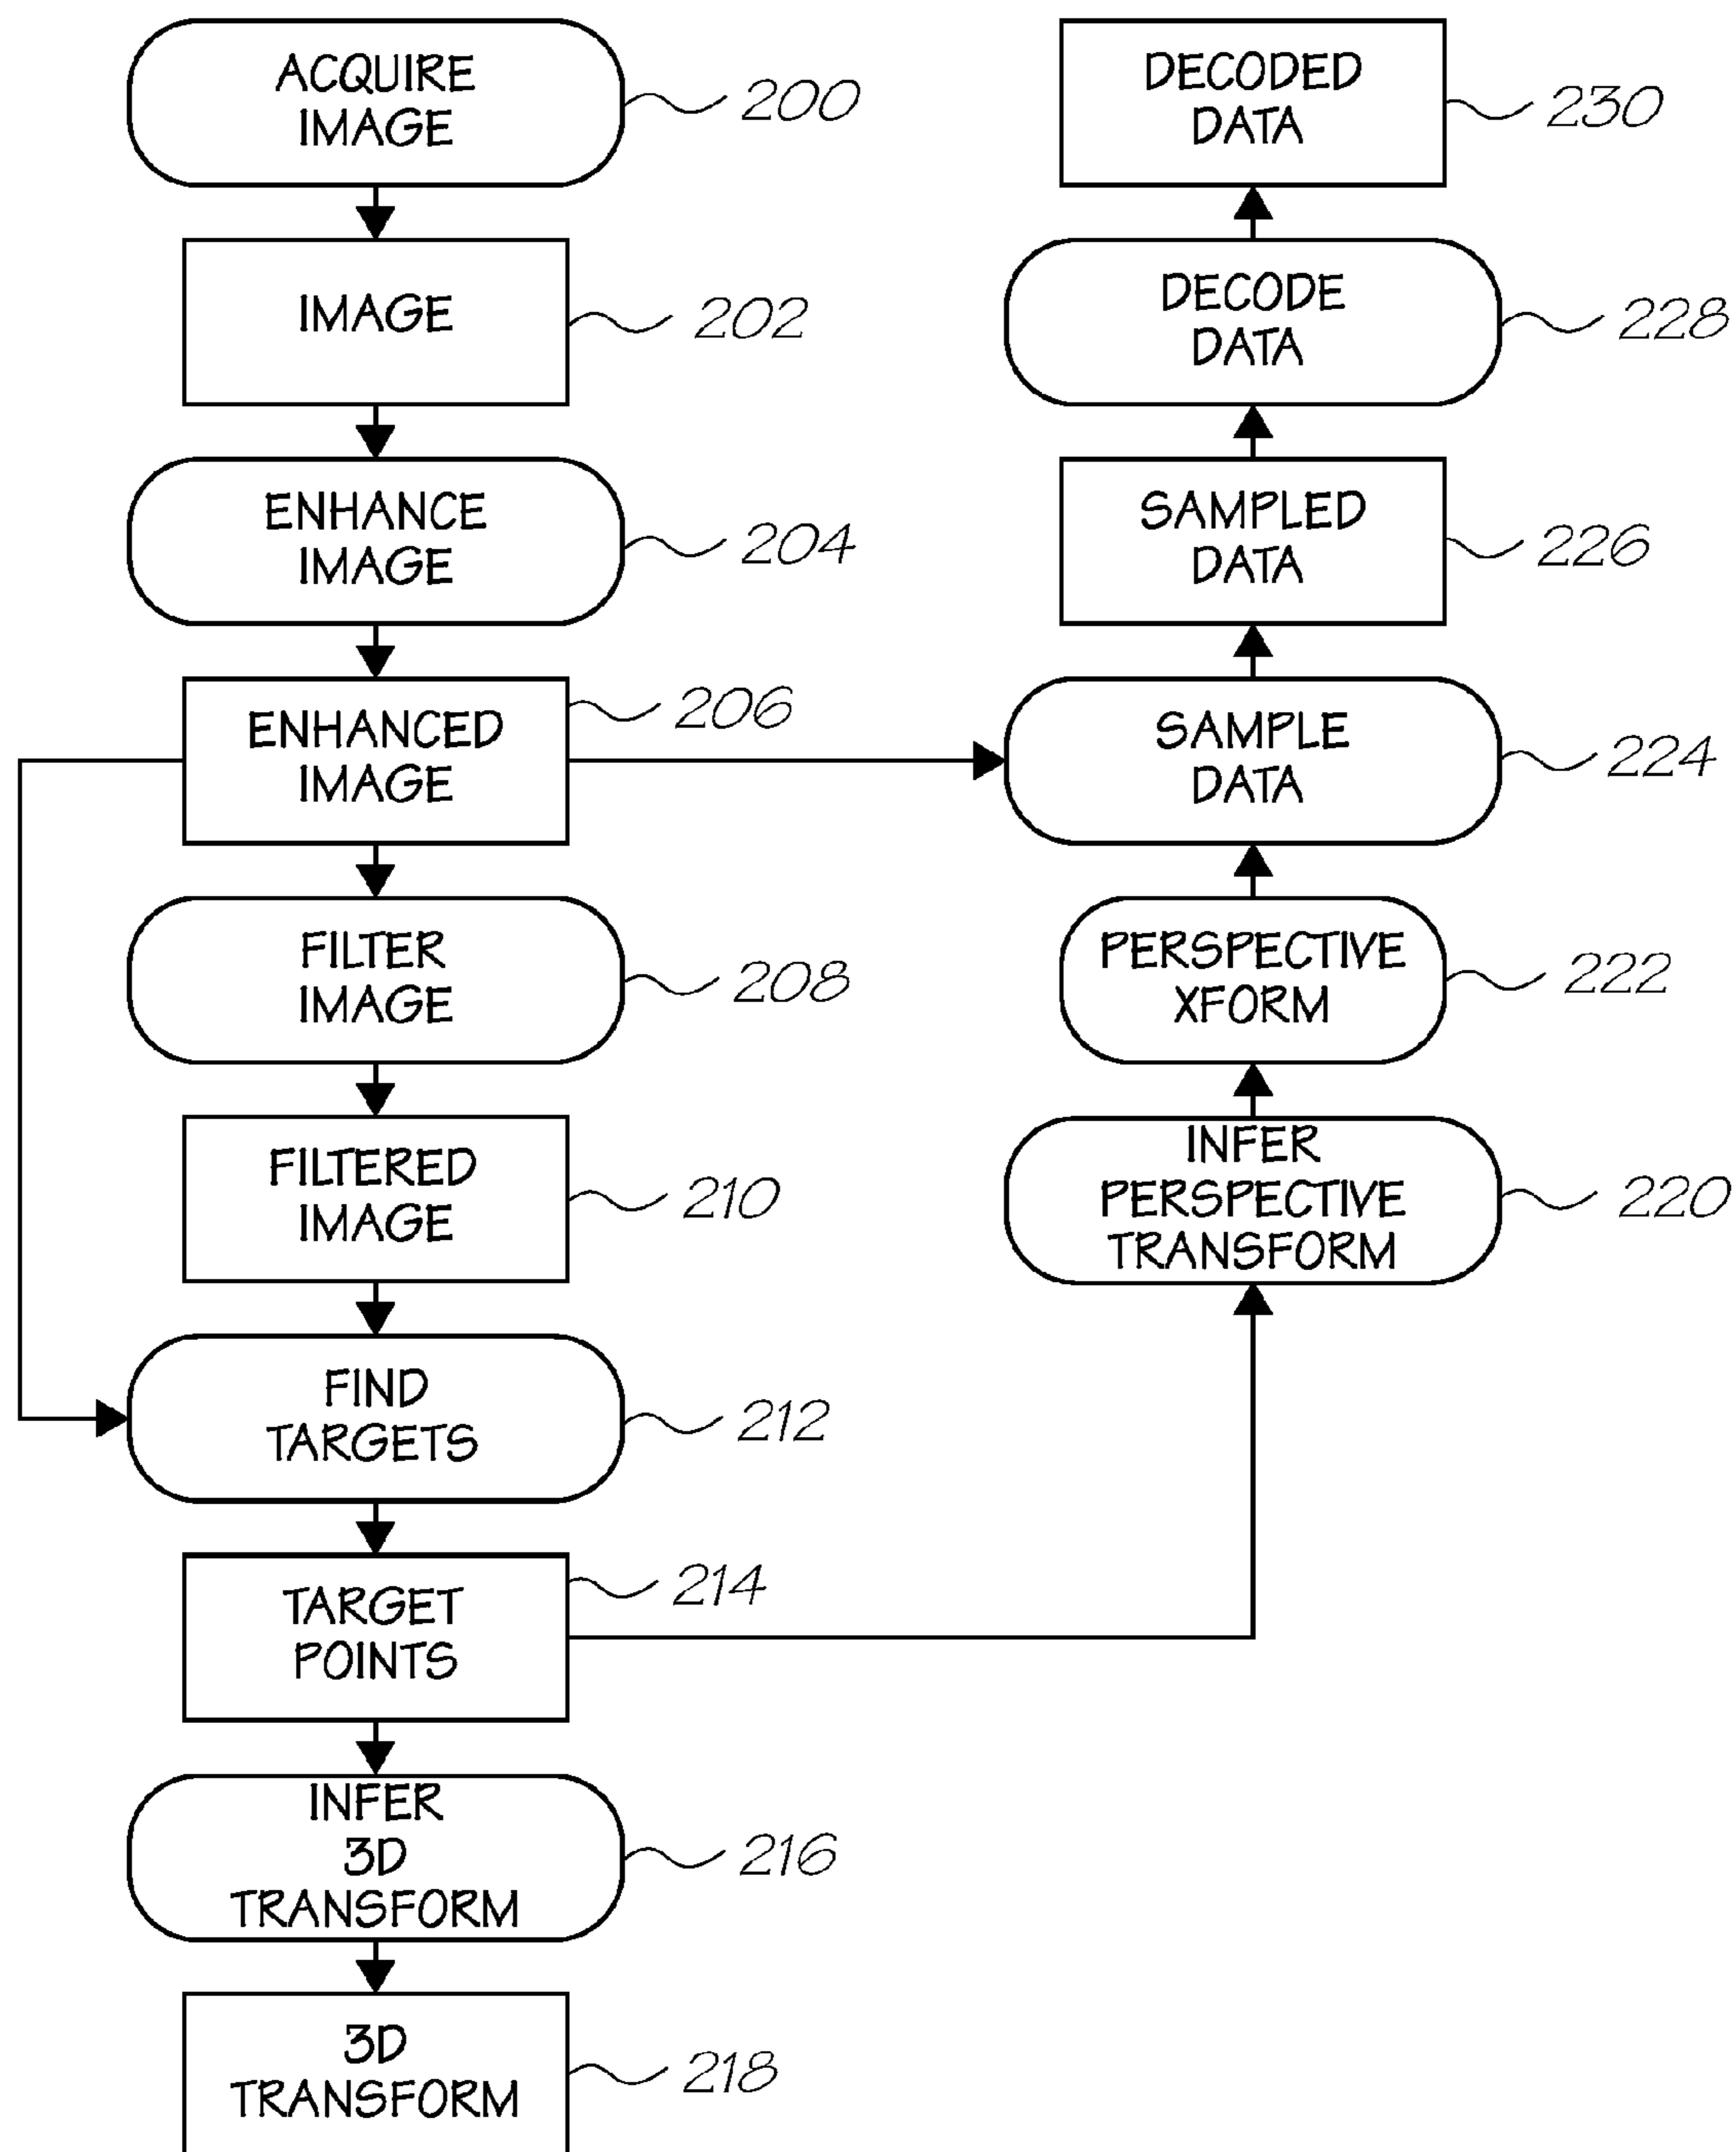 ACQUIRE
IMAGE
200
IMAGE
202
ENHANCE
IMAGE
204
ENHANCED
IMAGE
206
FILTER
IMAGE
208
FILTERED
IMAGE
210
FIND
TARGETS
212
TARGET
POINTS
214
INFER
3D
TRANSFORM
216
3D
TRANSFORM
218
DECODED
DATA
230
DECODE
DATA
228
SAMPLED
DATA
226
SAMPLE
DATA
224
PERSPECTIVE
XFORM
222
INFER
PERSPECTIVE
TRANSFORM
220